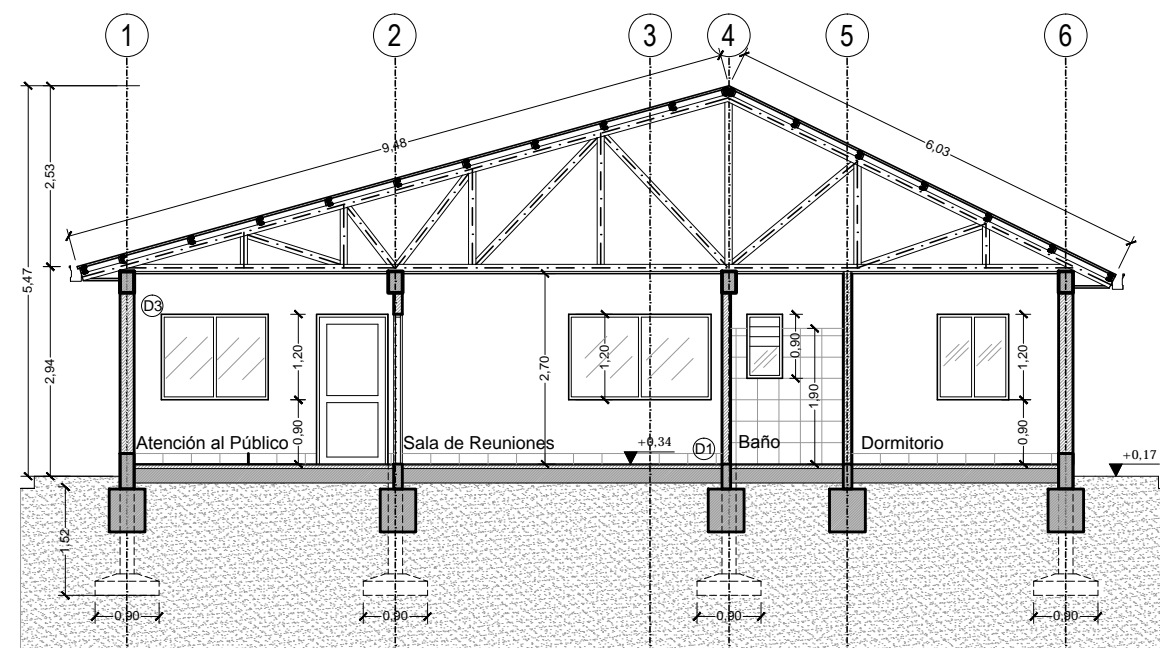 1 2 3 4 5 6
9,48
6,03
2,53
5,47
2,94
D3
1,20
0,90
2,70
1,20
0,90
1,90
1,20
0,90
Atención al Público
Sala de Reuniones
+0,34
D1
Baño
Dormitorio
+0,17
1,52
0,90 0,90 0,90 0,90